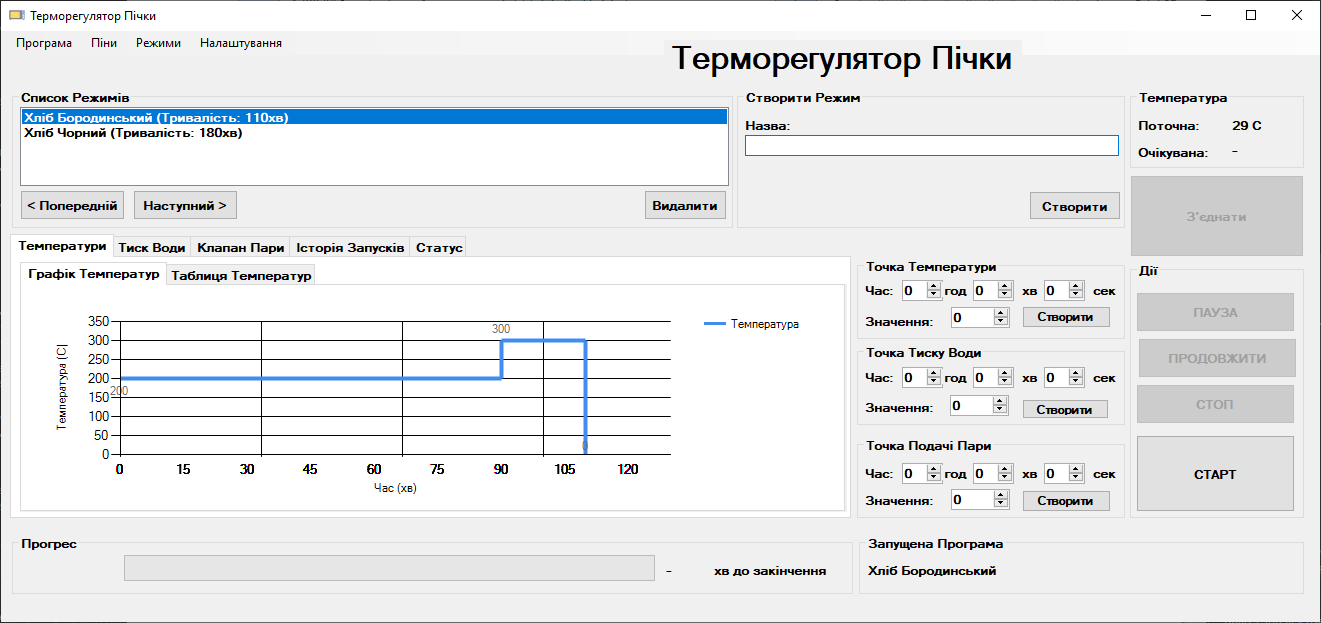 Терморегулятор Пічки
Програма Піни Режими Налаштування
Терморегулятор Пічки
Список Режимів
Хліб Бородинський (Тривалість: 110хв)
Хліб Чорний (Тривалість: 180хв)
< Попередній Наступний > Видалити
Створити Режим
Назва:
Створити
Температура
Поточна: 29 C
Очікувана: -
З'єднати
Температури Тиск Води Клапан Пари Історія Запусків Статус
Графік Температур Таблиця Температур
Температура (С|
350
300
250
200
150
100
50
0
200
300
0
0 15 30 45 60 75 90 105 120
Час (хв)
Температура
Точка Температури
Час: 0 год 0 хв 0 сек
Значення: 0 Створити
Точка Тиску Води
Час: 0 год 0 хв 0 сек
Значення: 0 Створити
Точка Подачі Пари
Час: 0 год 0 хв 0 сек
Значення: 0 Створити
Дії
ПАУЗА
ПРОДОВЖИТИ
СТОП
СТАРТ
Прогрес
- хв до закінчення
Запущена Програма
Хліб Бородинський